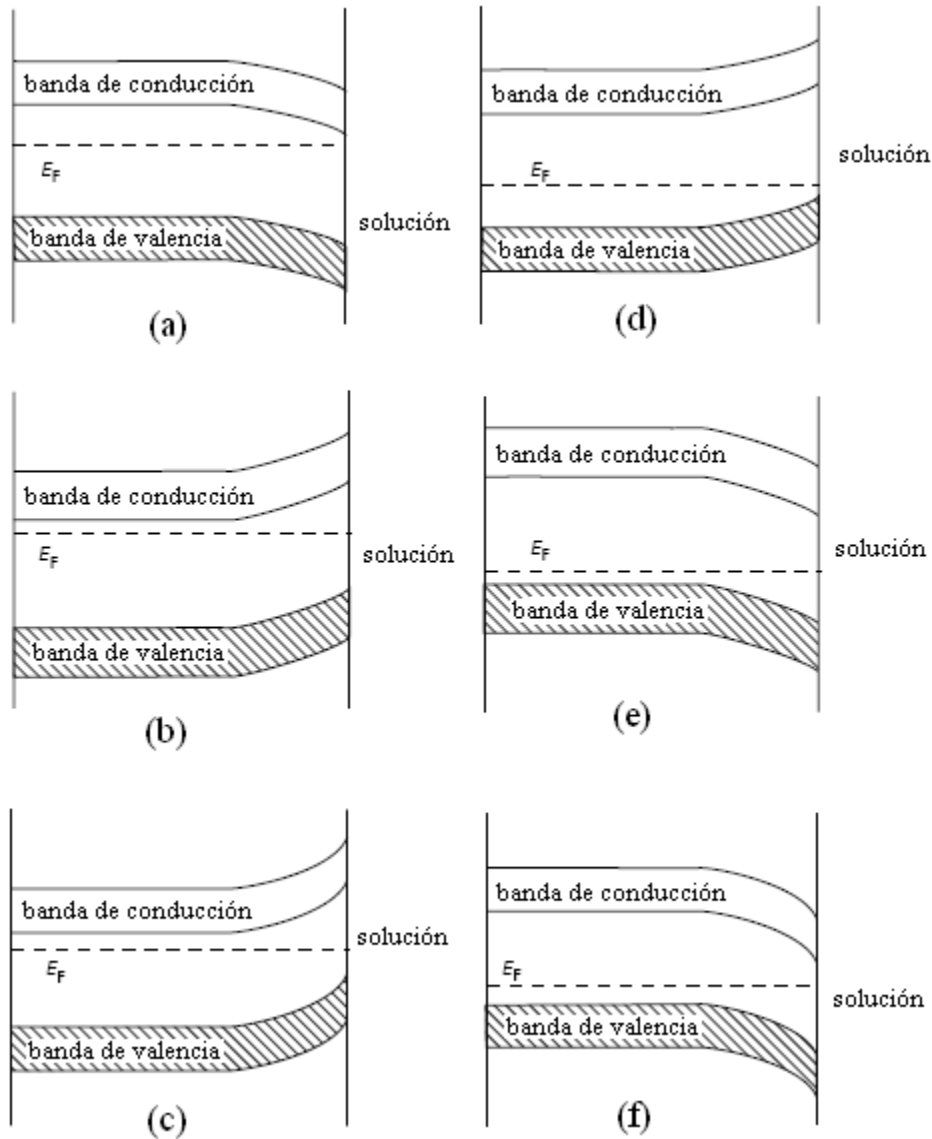 banda de conducción
E_F
banda de valencia
solución
(a)
banda de conducción
E_F
banda de valencia
solución
(d)
banda de conducción
E_F
banda de valencia
solución
(b)
banda de conducción
E_F
banda de valencia
solución
(e)
banda de conducción
E_F
banda de valencia
solución
(c)
banda de conducción
E_F
banda de valencia
solución
(f)